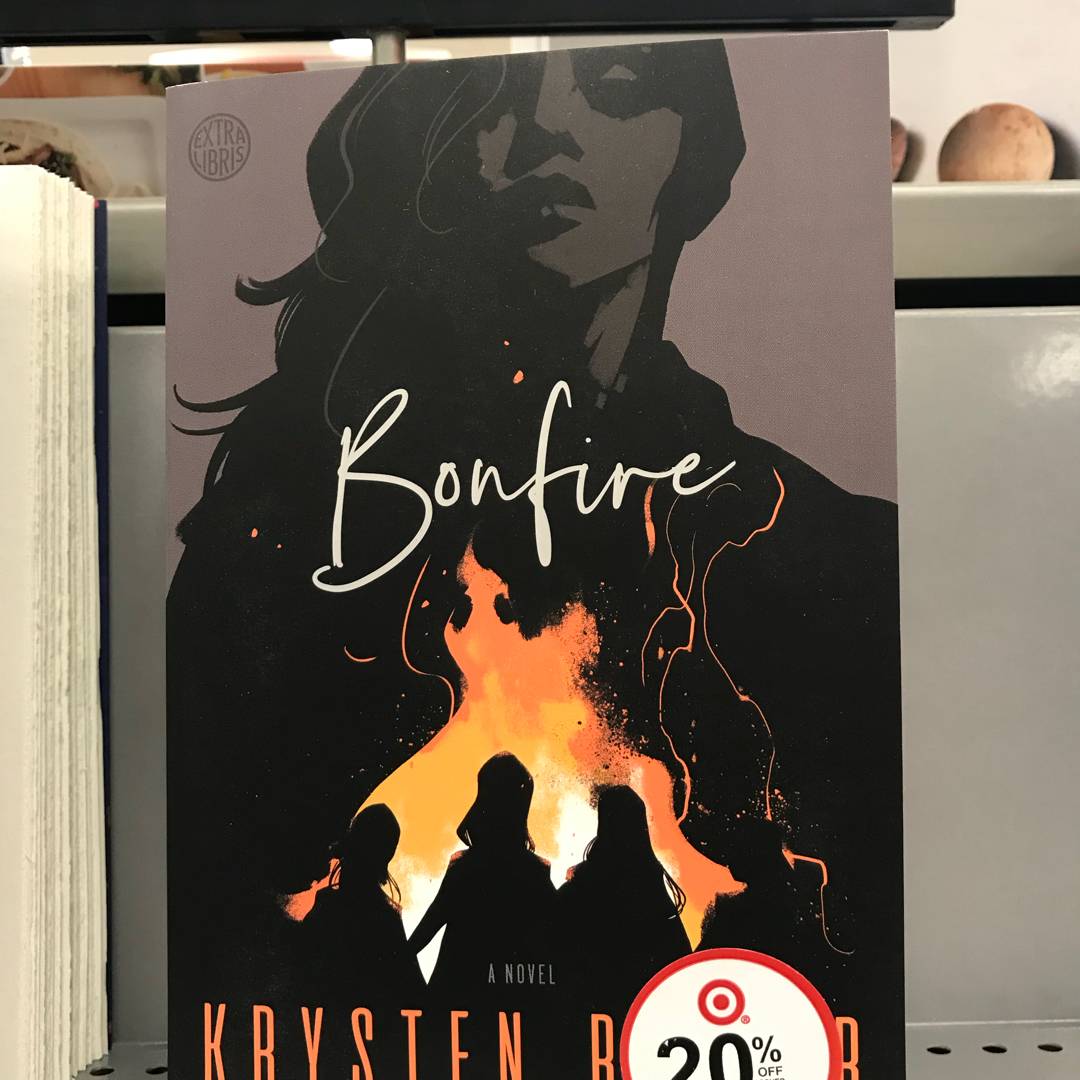 EXTRA
LIBRIS
Bonfire
A NOVEL
KRYSTEN R
20%
OFF